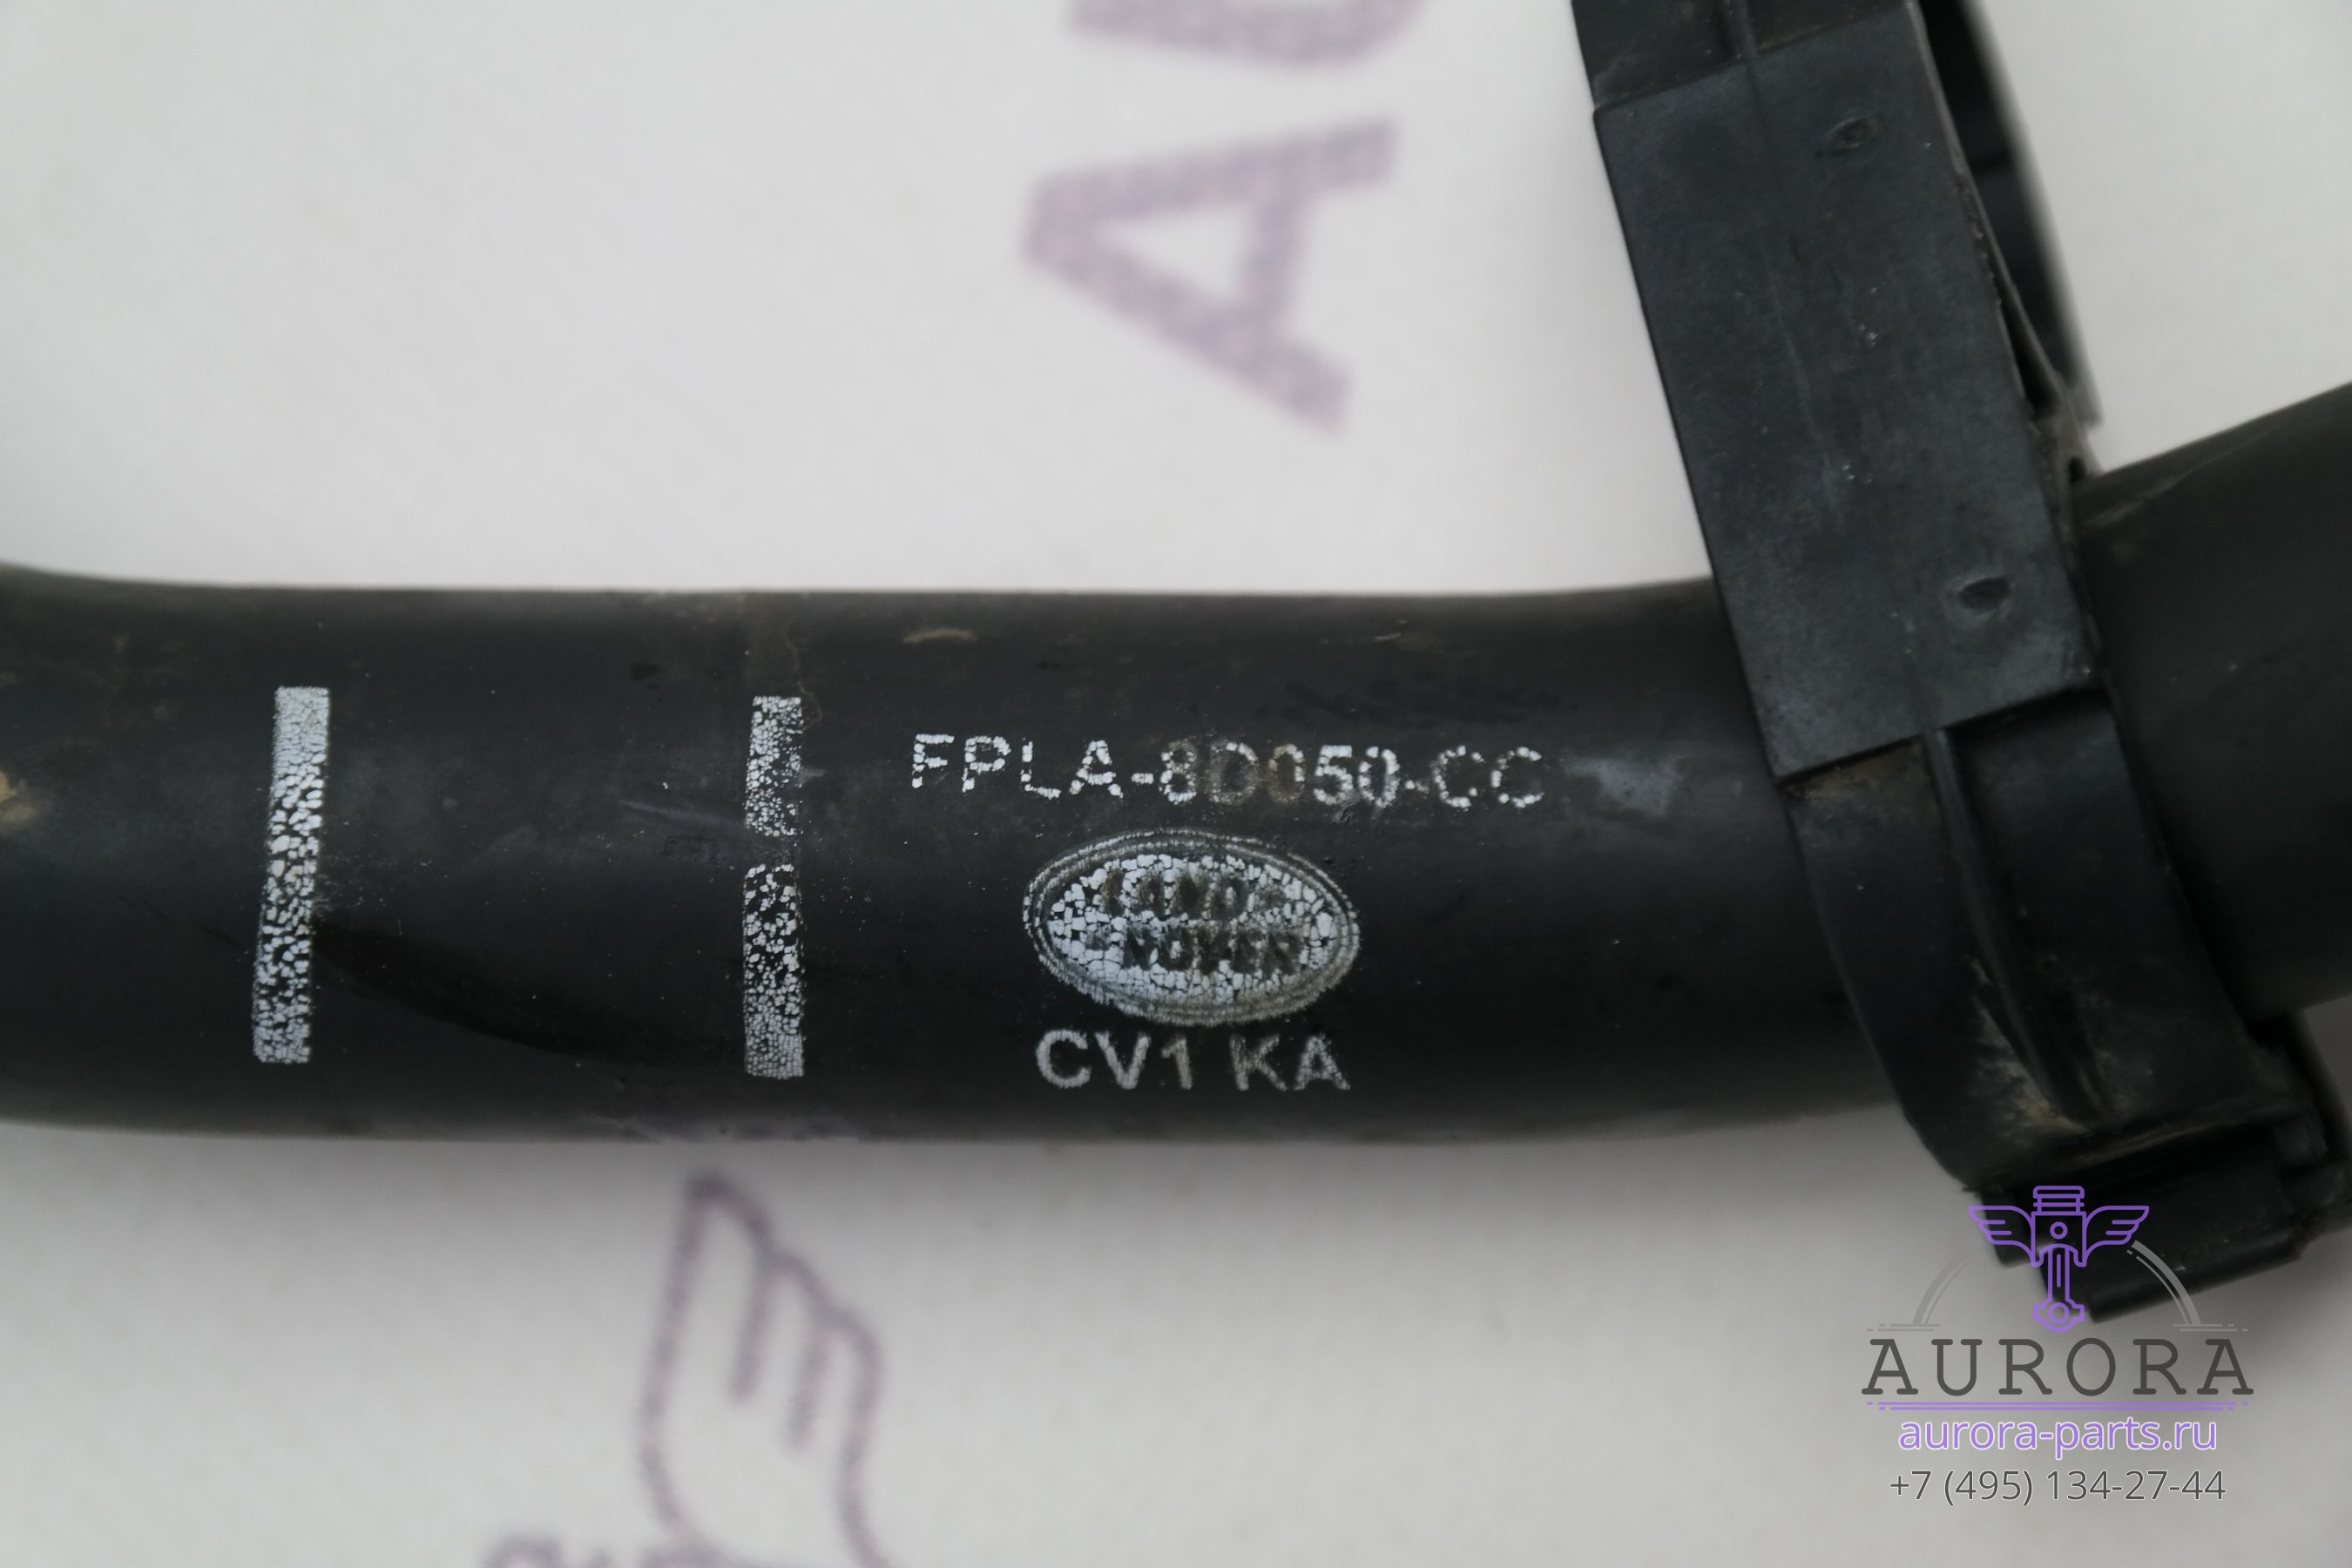 FPLA-8D050-CC
LAND-
-ROVER
CV1 KA
AURORA
aurora-parts.ru
+7 (495) 134-27-44